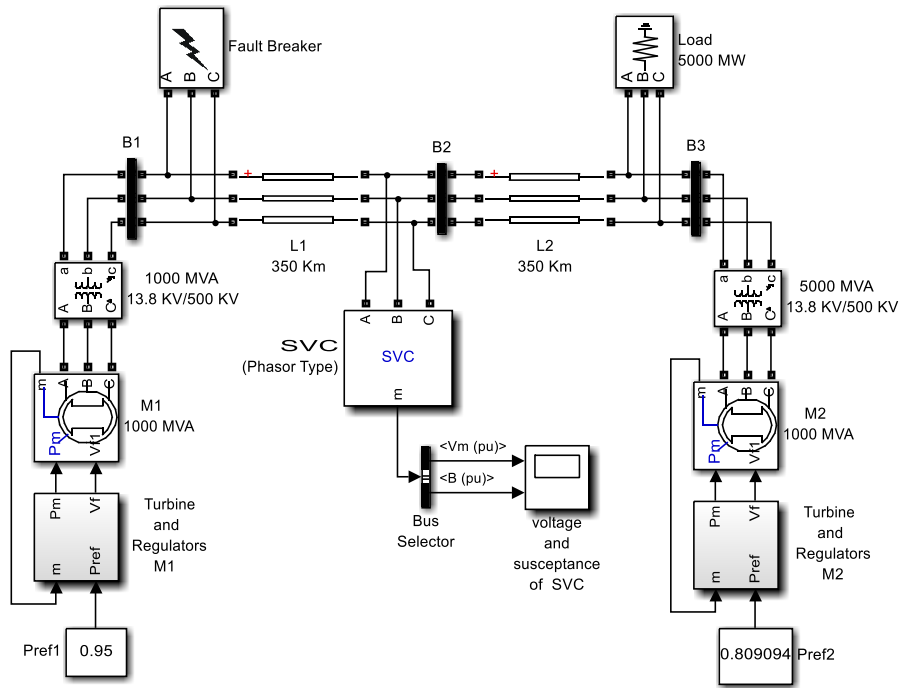 Fault Breaker
A B C
Load
5000 MW
A B C
B1
B2
B3
+
+
L1
350 Km
L2
350 Km
a b c
A B C
1000 MVA
13.8 KV/500 KV
a b c
A B C
5000 MVA
13.8 KV/500 KV
SVC
(Phasor Type)
A B C
SVC
m
m A B C
Pm Vf1
M1
1000 MVA
m A B C
Pm Vf1
M2
1000 MVA
<Vm (pu)>
<B (pu)>
Bus
Selector
voltage
and
susceptance
of SVC
Pm Vf
m Pref
Turbine
and
Regulators
M1
Pm Vf
m Pref
Turbine
and
Regulators
M2
Pref1
0.95
0.809094
Pref2